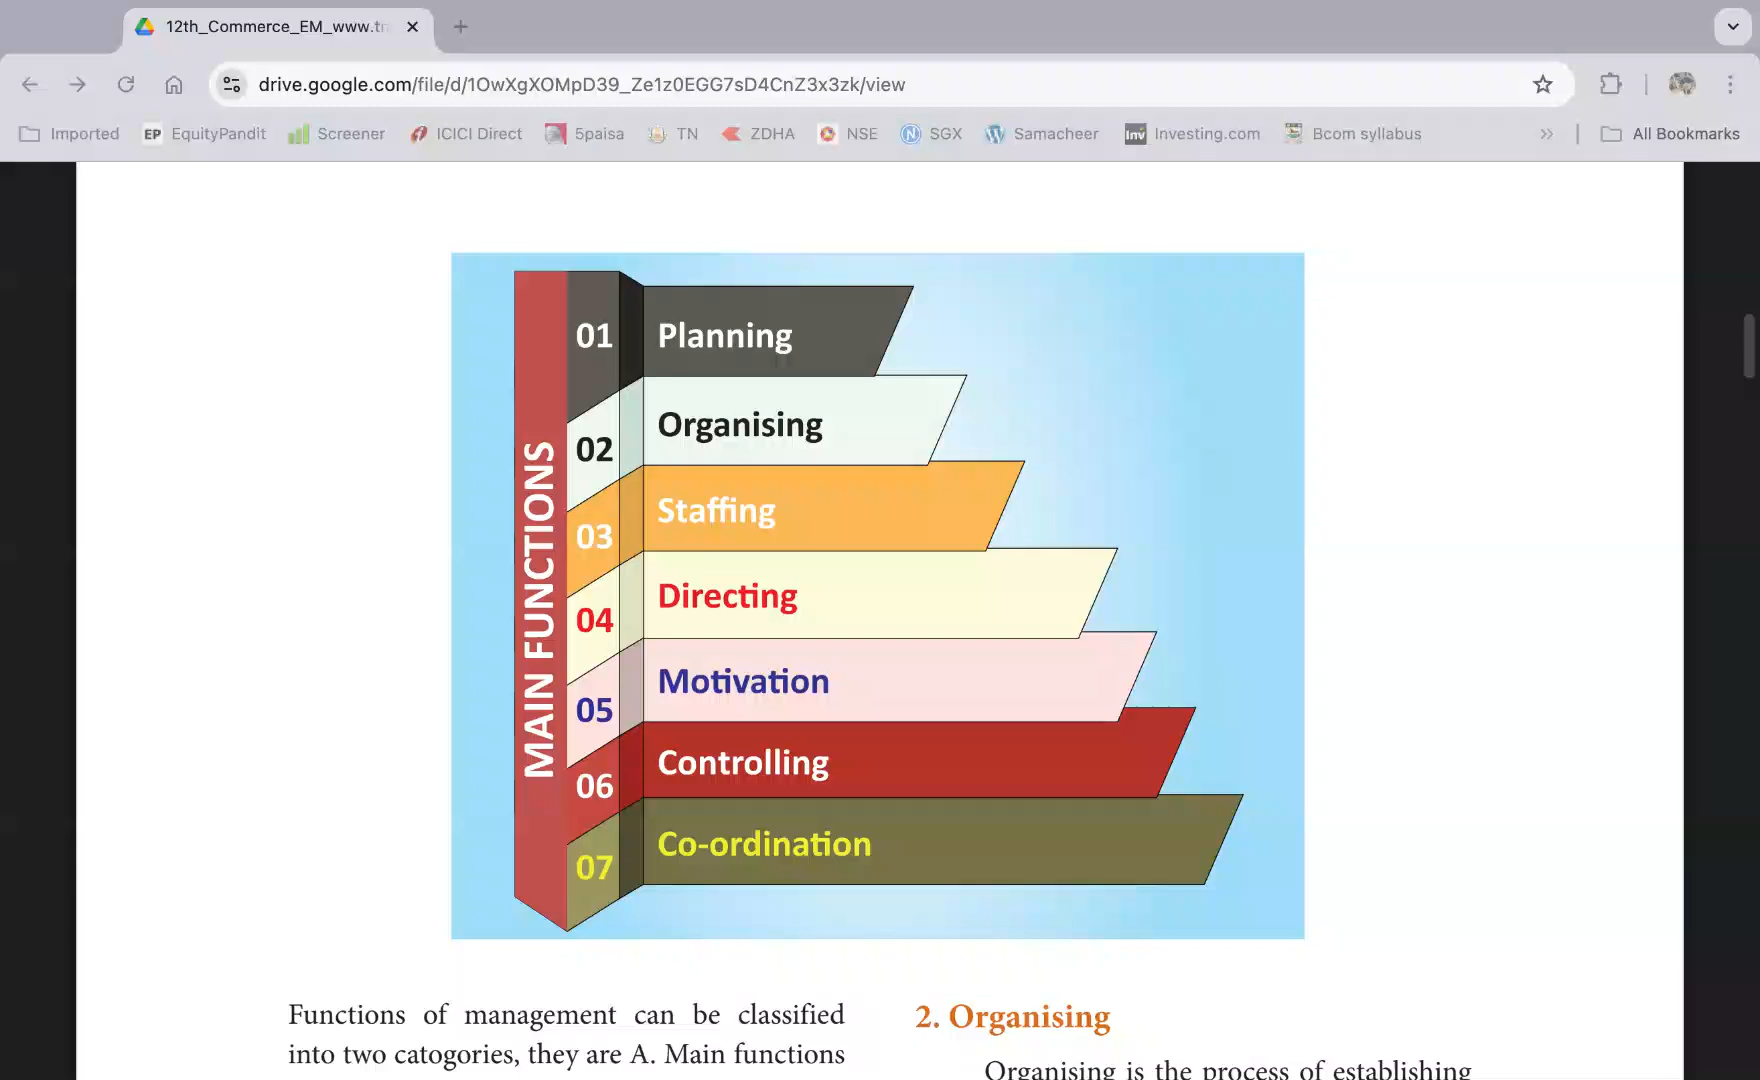 12th_Commerce_EM_www.tn
drive.google.com/file/d/1OwXgXOMpD39_Ze1z0EGG7sD4CnZ3x3zk/view
Imported EP EquityPandit Screener ICICI Direct 5paisa TN ZDHA NSE N SGX Samacheer Inv Investing.com Bcom syllabus All Bookmarks
MAIN FUNCTIONS
01 Planning
02 Organising
03 Staffing
04 Directing
05 Motivation
06 Controlling
07 Co-ordination
Functions of management can be classified
into two catogories, they are A. Main functions
2. Organising
Organising is the process of establishing